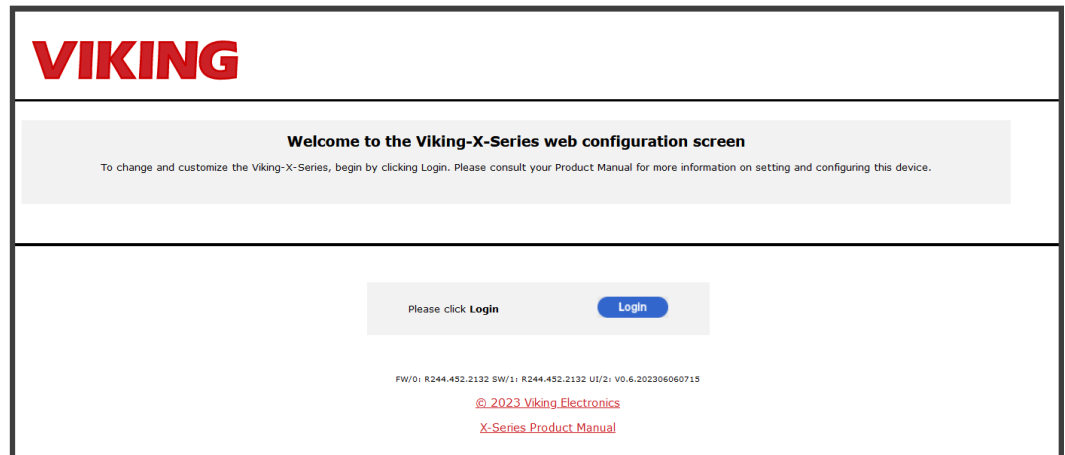 VIKING
Welcome to the Viking-X-Series web configuration screen
To change and customize the Viking-X-Series, begin by clicking Login. Please consult your Product Manual for more information on setting and configuring this device.
Please click Login
Login
FW/0: R244.452.2132 SW/1: R244.452.2132 UI/2: V0.6.202306060715
© 2023 Viking Electronics
X-Series Product Manual